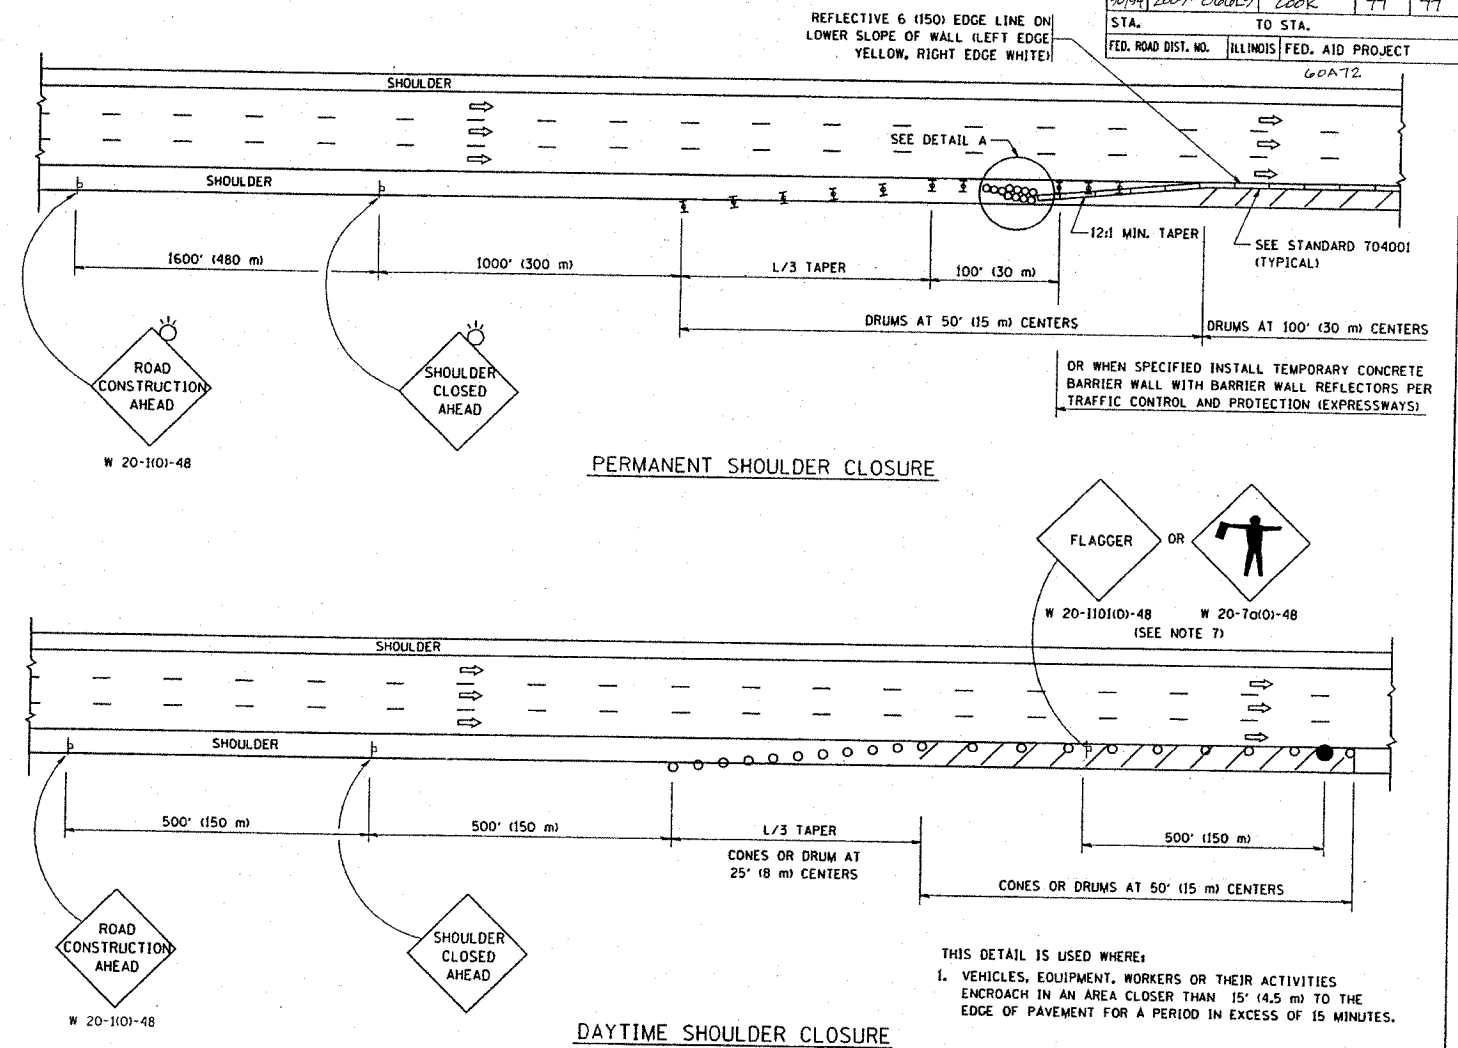 COOK 77 77
STA. TO STA.
FED. ROAD DIST. NO. ILLINOIS FED. AID PROJECT
60A72
REFLECTIVE 6 (150) EDGE LINE ON
LOWER SLOPE OF WALL (LEFT EDGE
YELLOW, RIGHT EDGE WHITE)
SHOULDER
SEE DETAIL A
SHOULDER
12:1 MIN. TAPER
SEE STANDARD 704001
(TYPICAL)
1600' (480 m)
1000' (300 m)
L/3 TAPER
100' (30 m)
DRUMS AT 50' (15 m) CENTERS
DRUMS AT 100' (30 m) CENTERS
ROAD
CONSTRUCTION
AHEAD
SHOULDER
CLOSED
AHEAD
OR WHEN SPECIFIED INSTALL TEMPORARY CONCRETE
BARRIER WALL WITH BARRIER WALL REFLECTORS PER
TRAFFIC CONTROL AND PROTECTION (EXPRESSWAYS)
W 20-1(0)-48
PERMANENT SHOULDER CLOSURE
FLAGGER
OR
W 20-1101(0)-48
W 20-7a(0)-48
(SEE NOTE 7)
SHOULDER
SHOULDER
500' (150 m)
500' (150 m)
L/3 TAPER
CONES OR DRUM AT
25' (8 m) CENTERS
500' (150 m)
CONES OR DRUMS AT 50' (15 m) CENTERS
ROAD
CONSTRUCTION
AHEAD
SHOULDER
CLOSED
AHEAD
W 20-1(0)-48
THIS DETAIL IS USED WHERE:
1. VEHICLES, EQUIPMENT, WORKERS OR THEIR ACTIVITIES
ENCROACH IN AN AREA CLOSER THAN 15' (4.5 m) TO THE
EDGE OF PAVEMENT FOR A PERIOD IN EXCESS OF 15 MINUTES.
DAYTIME SHOULDER CLOSURE